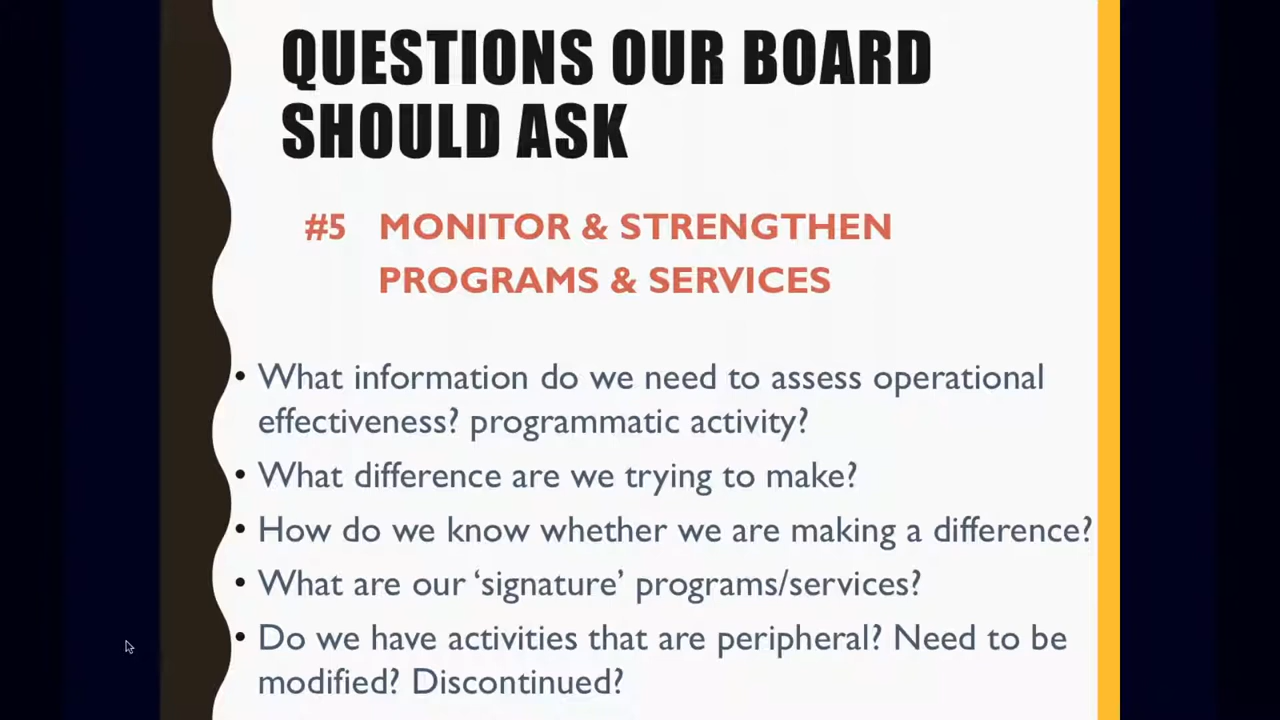 QUESTIONS OUR BOARD
SHOULD ASK
#5 MONITOR & STRENGTHEN
PROGRAMS & SERVICES
• What information do we need to assess operational
effectiveness? programmatic activity?
• What difference are we trying to make?
• How do we know whether we are making a difference?
• What are our ‘signature’ programs/services?
• Do we have activities that are peripheral? Need to be
modified? Discontinued?